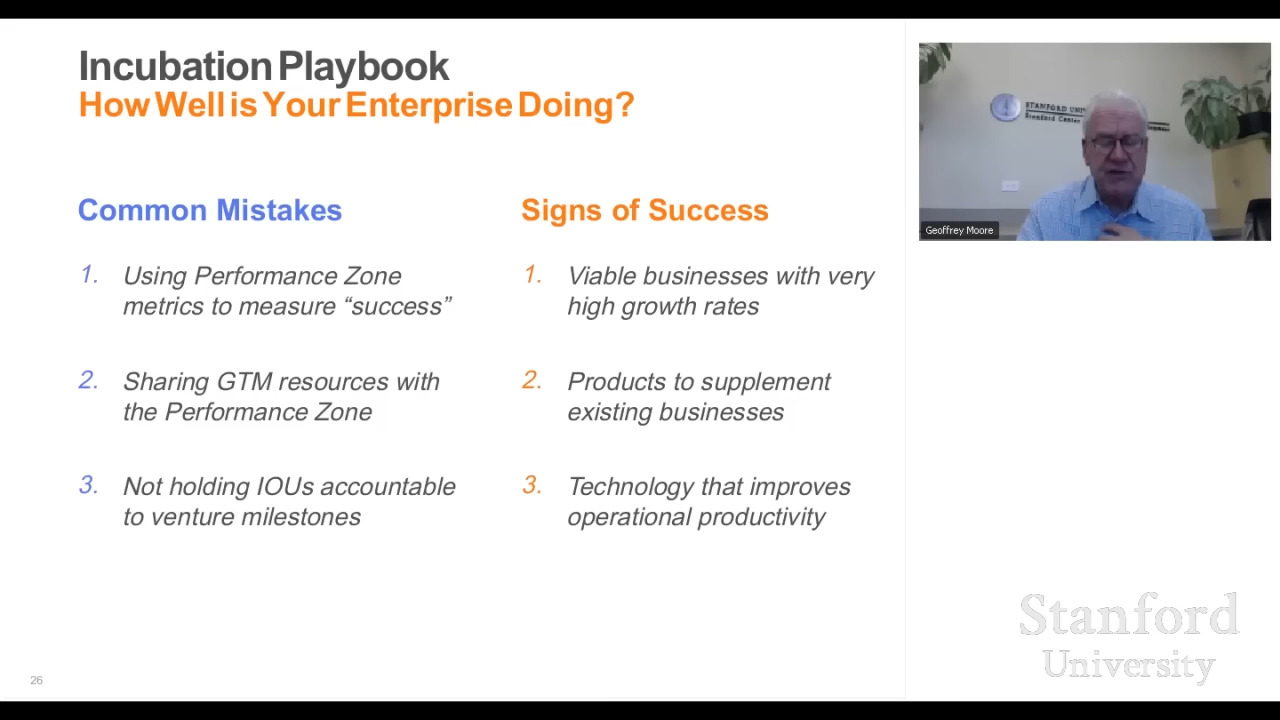 Incubation Playbook
How Well is Your Enterprise Doing?
Common Mistakes
1. Using Performance Zone
metrics to measure “success”
2. Sharing GTM resources with
the Performance Zone
3. Not holding IOUs accountable
to venture milestones
Signs of Success
1. Viable businesses with very
high growth rates
2. Products to supplement
existing businesses
3. Technology that improves
operational productivity
26
STANFORD
Stanford Center
Geoffrey Moore
Stanford
University